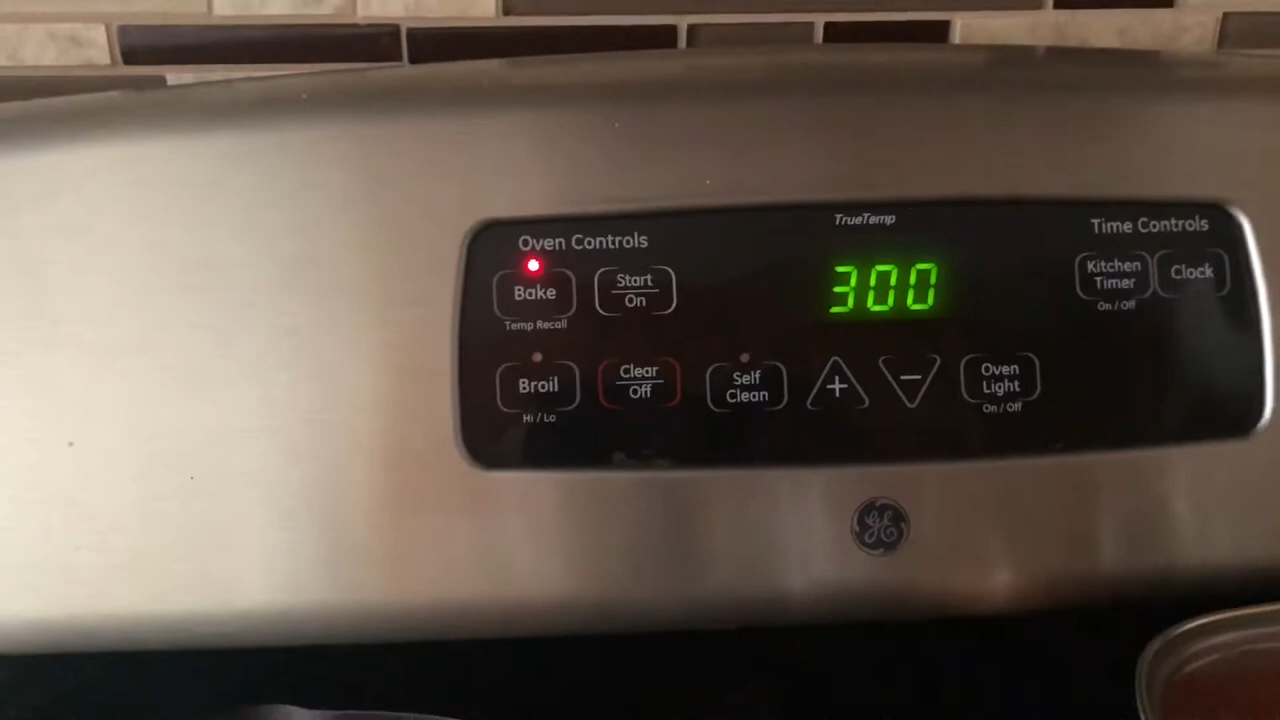 TrueTemp
Oven Controls
Time Controls
Bake
Temp Recall
Start
On
300
Kitchen
Timer
On / Off
Clock
Broil
Hi / Lo
Clear
Off
Self
Clean
+
−
Oven
Light
On / Off
GE